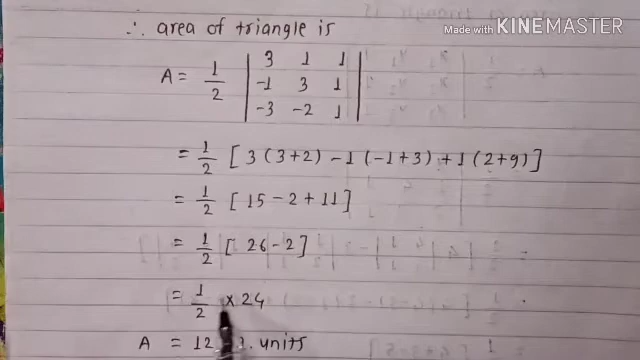 Made with KINEMASTER
∴ area of triangle is
A = 1/2 | 3 1 1 |
| -1 3 1 |
| -3 -2 1 |
= 1/2 [ 3 (3+2) - 1 (-1+3) + 1 (2+9) ]
= 1/2 [ 15 - 2 + 11 ]
= 1/2 [ 26 - 2 ]
= 1/2 × 24
A = 12 units